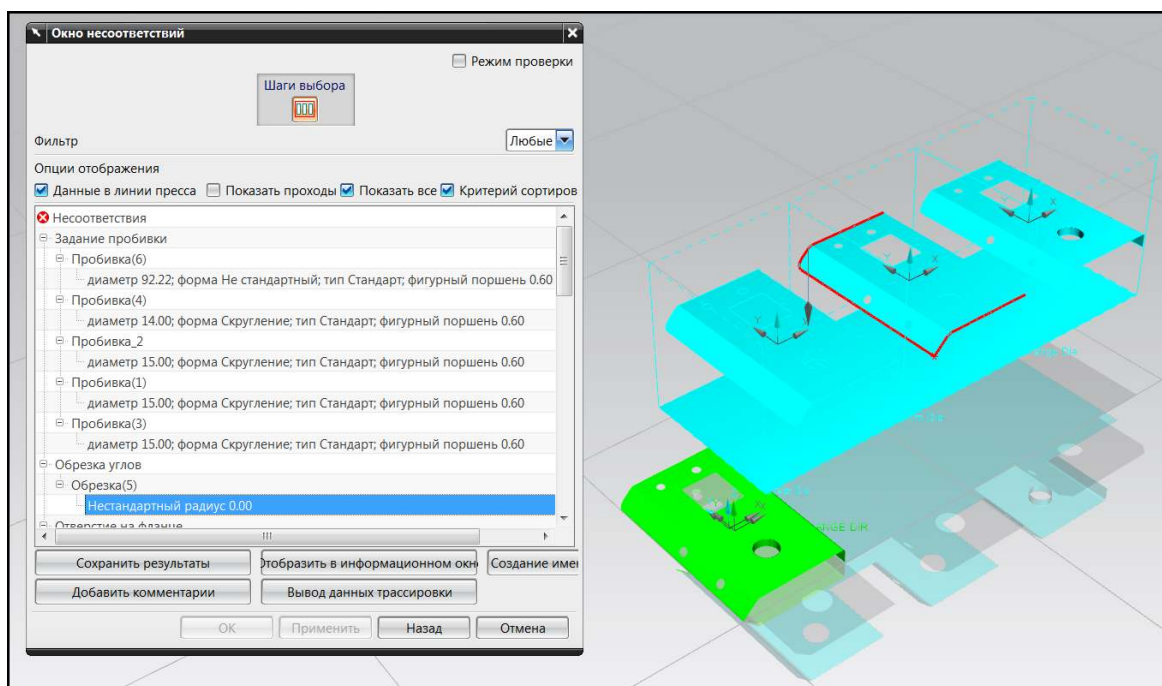 Окно несоответствий
Режим проверки
Шаги выбора
Фильтр
Любые
Опции отображения
Данные в линии пресса Показать проходы Показать все Критерий сортиров
Несоответствия
Задание пробивки
Пробивка(6)
диаметр 92.22; форма Не стандартный; тип Стандарт; фигурный поршень 0.60
Пробивка(4)
диаметр 14.00; форма Скругление; тип Стандарт; фигурный поршень 0.60
Пробивка_2
диаметр 15.00; форма Скругление; тип Стандарт; фигурный поршень 0.60
Пробивка(1)
диаметр 15.00; форма Скругление; тип Стандарт; фигурный поршень 0.60
Пробивка(3)
диаметр 15.00; форма Скругление; тип Стандарт; фигурный поршень 0.60
Обрезка углов
Обрезка(5)
Нестандартный радиус 0.00
Отверстие на фланце
Сохранить результаты
Отобразить в информационном окн
Создание имен
Добавить комментарии
Вывод данных трассировки
OK
Применить
Назад
Отмена
Y
X
Y
X
Y